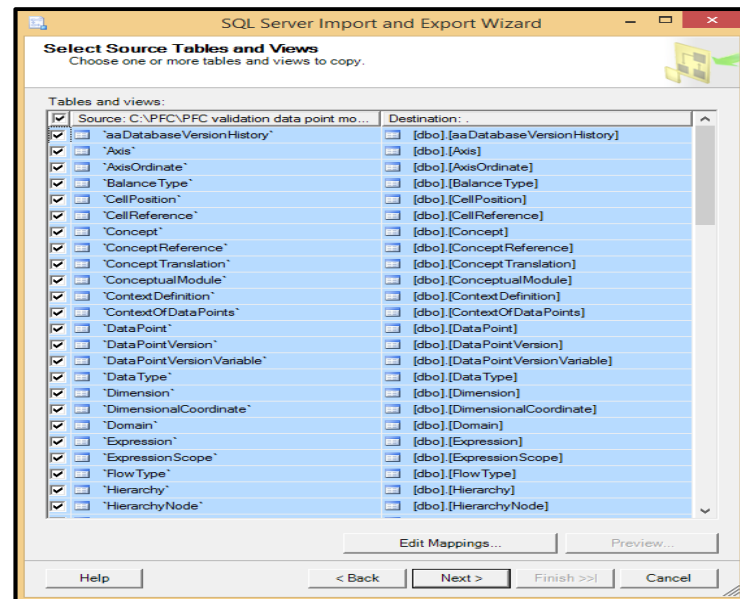 SQL Server Import and Export Wizard
Select Source Tables and Views
Choose one or more tables and views to copy.
Tables and views:
Source: C:\PFC\PFC validation data point mo... Destination: .
`aaDatabaseVersionHistory` [dbo].[aaDatabaseVersionHistory]
`Axis` [dbo].[Axis]
`AxisOrdinate` [dbo].[AxisOrdinate]
`BalanceType` [dbo].[BalanceType]
`CellPosition` [dbo].[CellPosition]
`CellReference` [dbo].[CellReference]
`Concept` [dbo].[Concept]
`ConceptReference` [dbo].[ConceptReference]
`ConceptTranslation` [dbo].[ConceptTranslation]
`ConceptualModule` [dbo].[ConceptualModule]
`ContextDefinition` [dbo].[ContextDefinition]
`ContextOfDataPoints` [dbo].[ContextOfDataPoints]
`DataPoint` [dbo].[DataPoint]
`DataPointVersion` [dbo].[DataPointVersion]
`DataPointVersionVariable` [dbo].[DataPointVersionVariable]
`DataType` [dbo].[DataType]
`Dimension` [dbo].[Dimension]
`DimensionalCoordinate` [dbo].[DimensionalCoordinate]
`Domain` [dbo].[Domain]
`Expression` [dbo].[Expression]
`ExpressionScope` [dbo].[ExpressionScope]
`FlowType` [dbo].[FlowType]
`Hierarchy` [dbo].[Hierarchy]
`HierarchyNode` [dbo].[HierarchyNode]
Edit Mappings... Preview...
Help < Back Next > Finish >>| Cancel